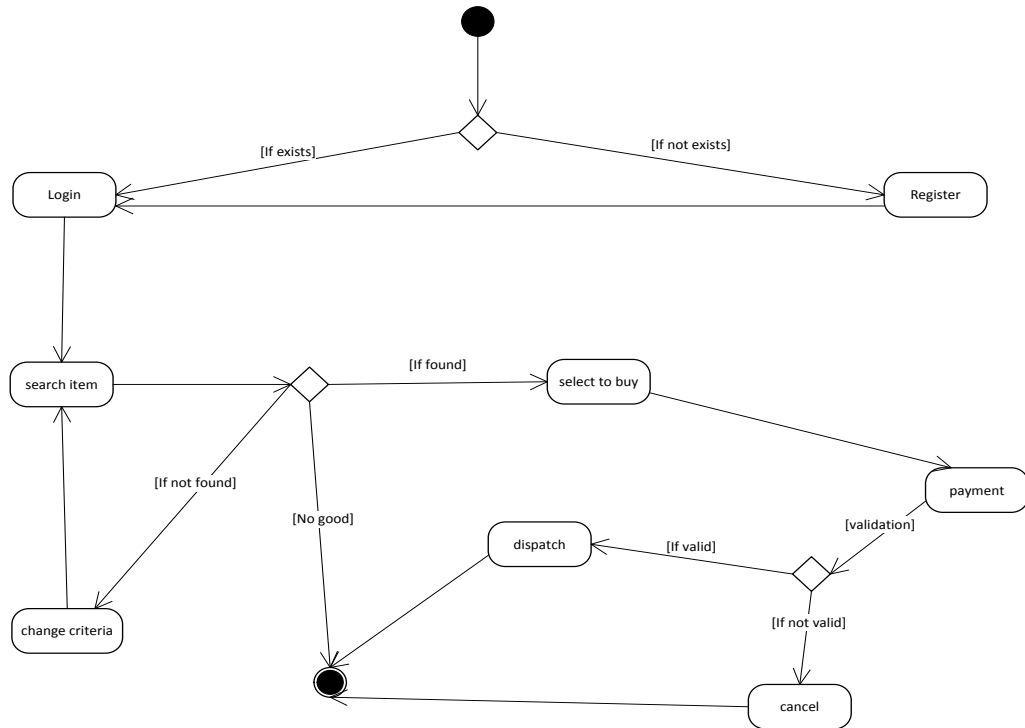 [If exists]
[If not exists]
Login
Register
[If found]
search item
select to buy
[If not found]
payment
[No good]
[validation]
dispatch
[If valid]
change criteria
[If not valid]
cancel